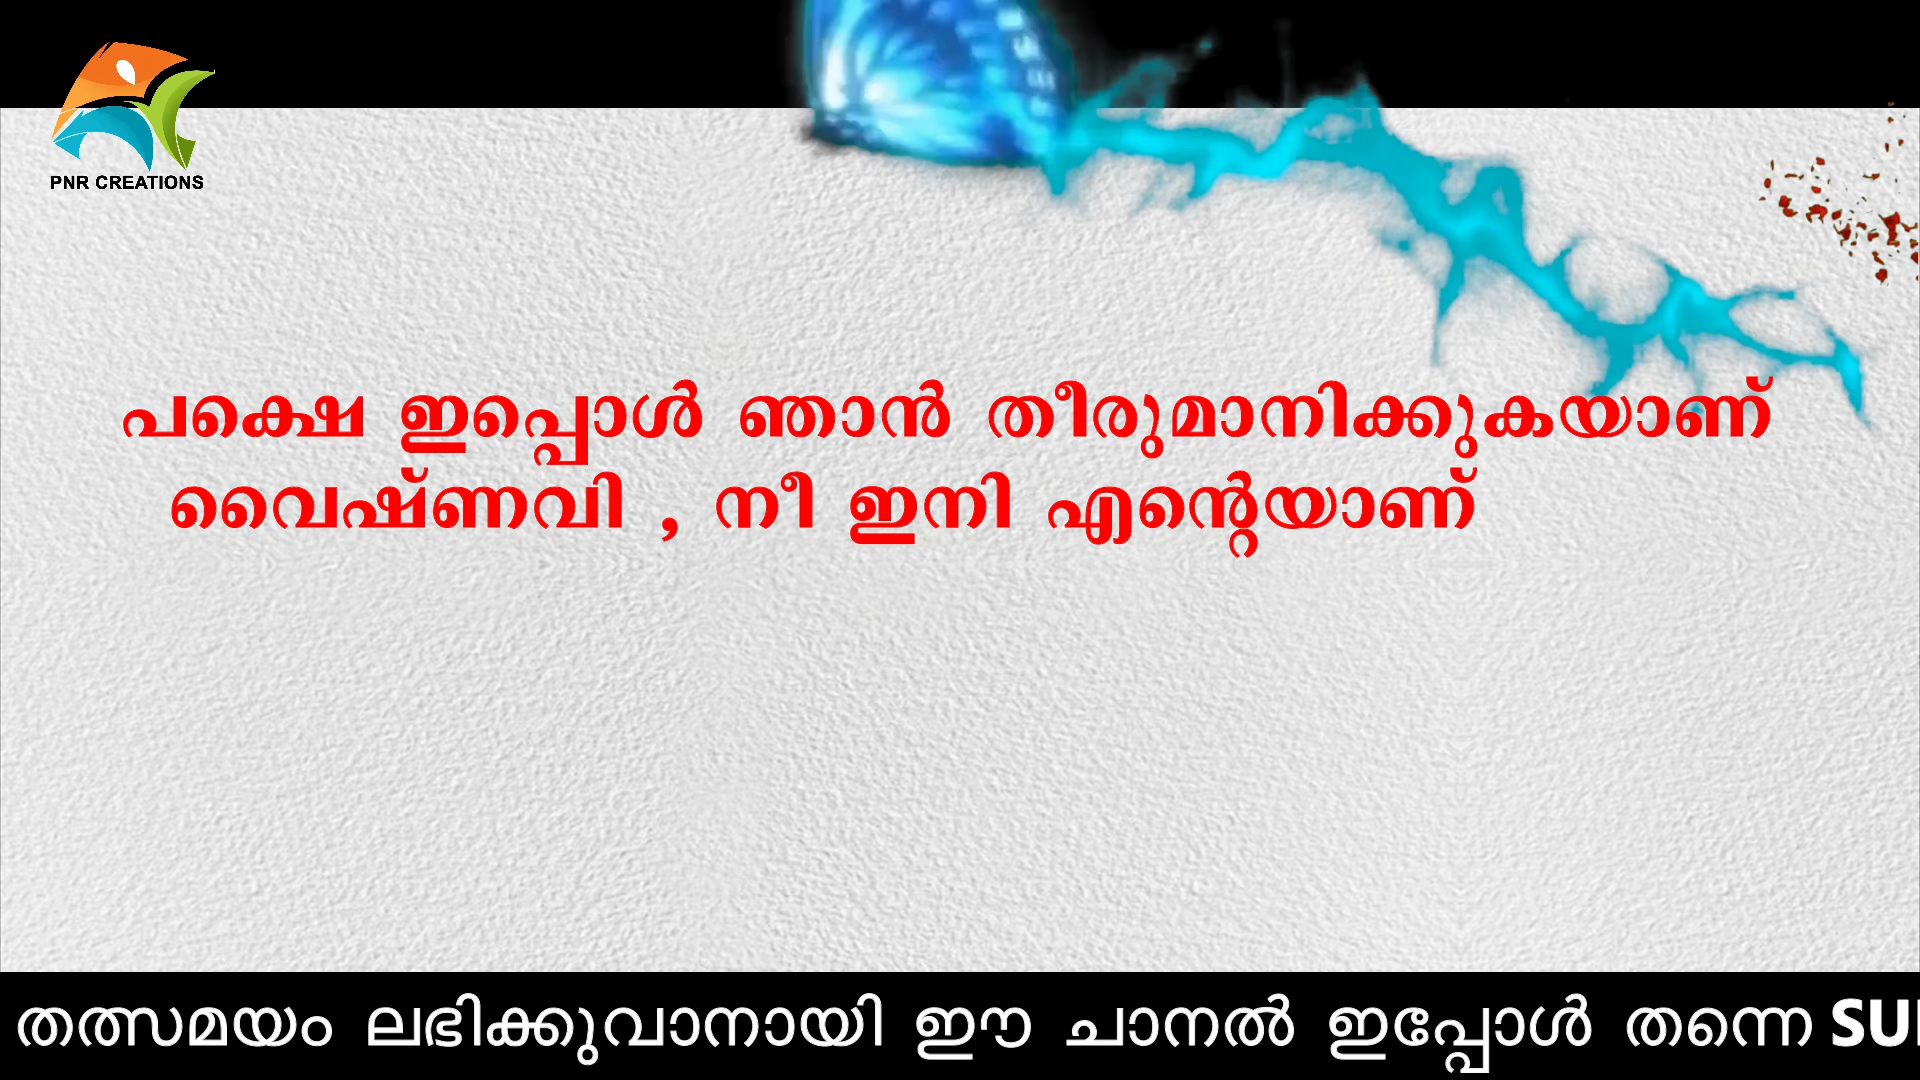 PNR CREATIONS
പക്ഷെ ഇപ്പൊൾ ഞാൻ തീരുമാനിക്കുകയാണ്
വൈഷ്ണവി , നീ ഇനി എന്റെയാണ്
തത്സമയം ലഭിക്കുവാനായി ഈ ചാനൽ ഇപ്പോൾ തന്നെ